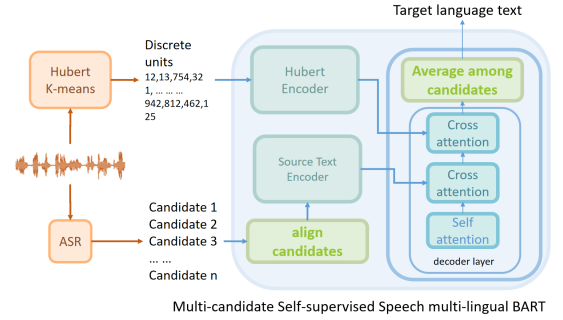 Target language text
Hubert
K-means
Discrete
units
12,13,754,32
1, ... ... ...
942,812,462,1
25
Hubert
Encoder
Average among
candidates
Cross
attention
Source Text
Encoder
Cross
attention
ASR
Candidate 1
Candidate 2
Candidate 3
... ...
Candidate n
align
candidates
Self
attention
decoder layer
Multi-candidate Self-supervised Speech multi-lingual BART